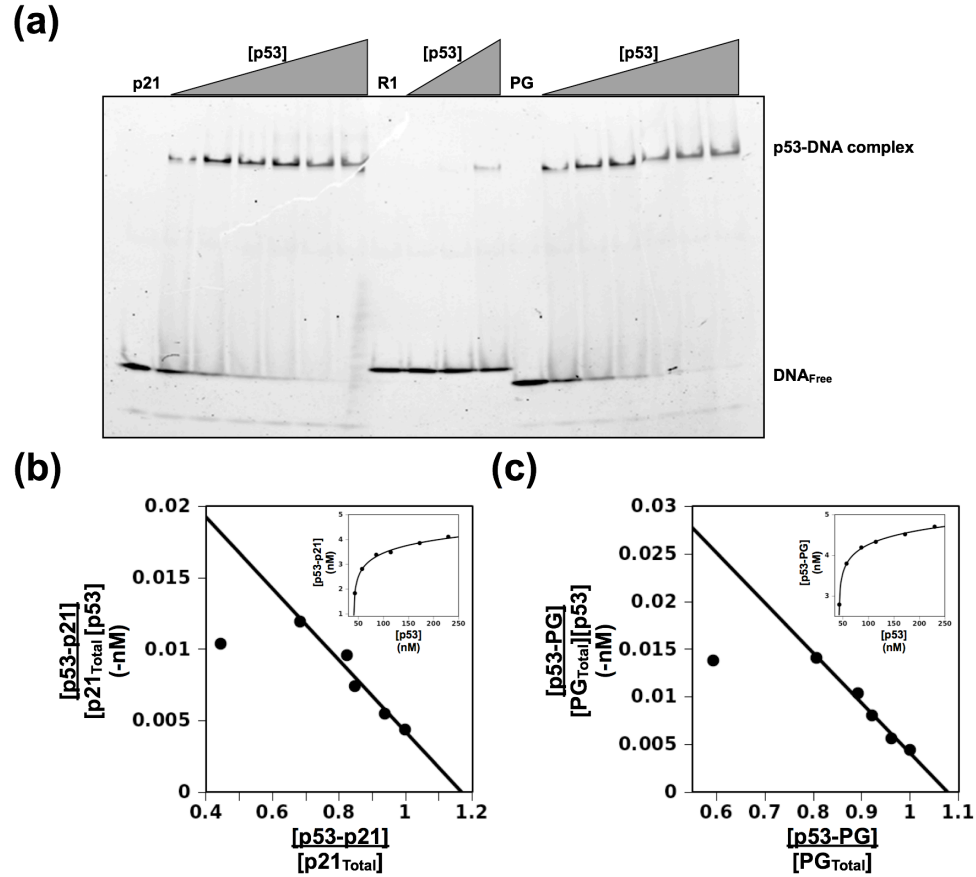 (a)
[p53]
[p53]
[p53]
p21
R1
PG
p53-DNA complex
DNAFree
(b)
[p53-p21]
[p21Total][p53]
(-nM)
0.02
0.015
0.01
0.005
0
0.4
0.6
0.8
1
1.2
[p53-p21]
[p21Total]
[p53-p21]
(nM)
5
4
3
2
1
50
100
150
200
250
[p53]
(nM)
(c)
[p53-PG]
[PGTotal][p53]
(-nM)
0.03
0.025
0.02
0.015
0.01
0.005
0
0.6
0.7
0.8
0.9
1
1.1
[p53-PG]
[PGTotal]
[p53-PG]
(nM)
5
4
3
50
100
150
200
250
[p53]
(nM)